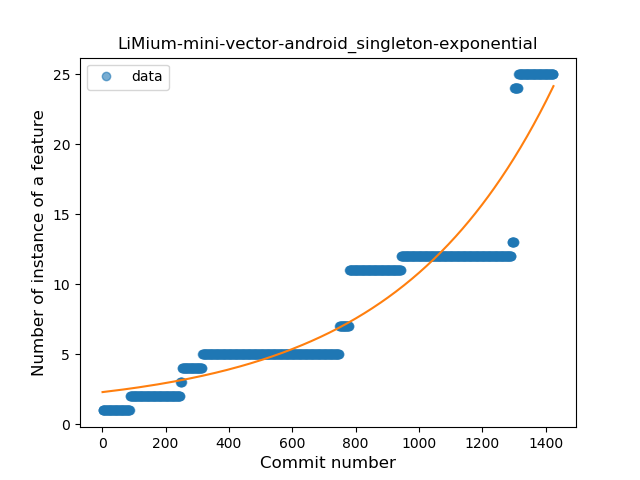 LiMium-mini-vector-android_singleton-exponential
data
Number of instance of a feature
25
20
15
10
5
0
0 200 400 600 800 1000 1200 1400
Commit number